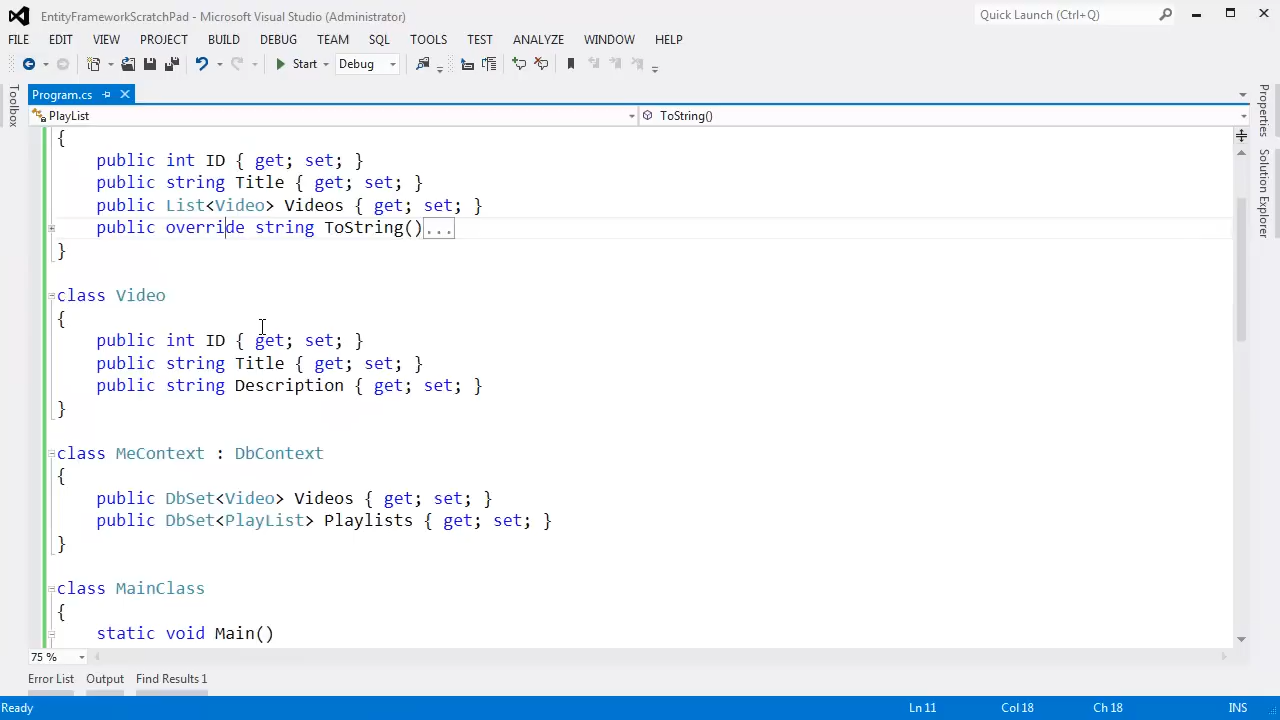 EntityFrameworkScratchPad - Microsoft Visual Studio (Administrator)
Quick Launch (Ctrl+Q)
FILE EDIT VIEW PROJECT BUILD DEBUG TEAM SQL TOOLS TEST ANALYZE WINDOW HELP
Start Debug
Toolbox
Program.cs
PlayList ToString()
Properties
Solution Explorer
{
public int ID { get; set; }
public string Title { get; set; }
public List<Video> Videos { get; set; }
public override string ToString()...
}
class Video
{
public int ID { get; set; }
public string Title { get; set; }
public string Description { get; set; }
}
class MeContext : DbContext
{
public DbSet<Video> Videos { get; set; }
public DbSet<PlayList> Playlists { get; set; }
}
class MainClass
{
static void Main()
75 %
Error List Output Find Results 1
Ready Ln 11 Col 18 Ch 18 INS